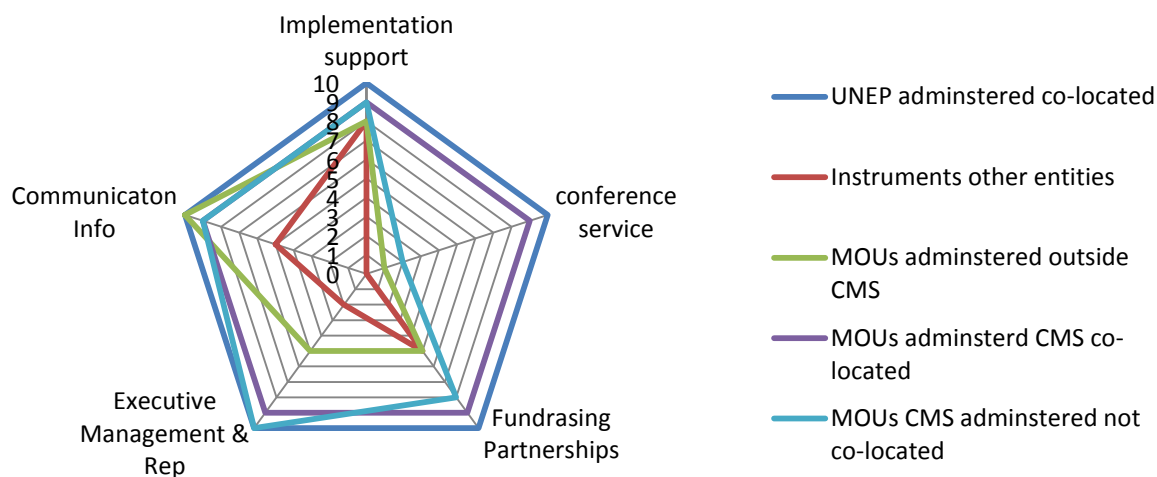 Implementation
support
10
9
8
7
6
5
4
3
2
1
0
conference
service
Fundrasing
Partnerships
Executive
Management &
Rep
Communicaton
Info
UNEP adminstered co-located
Instruments other entities
MOUs adminstered outside
CMS
MOUs adminsterd CMS co-
located
MOUs CMS adminstered not
co-located